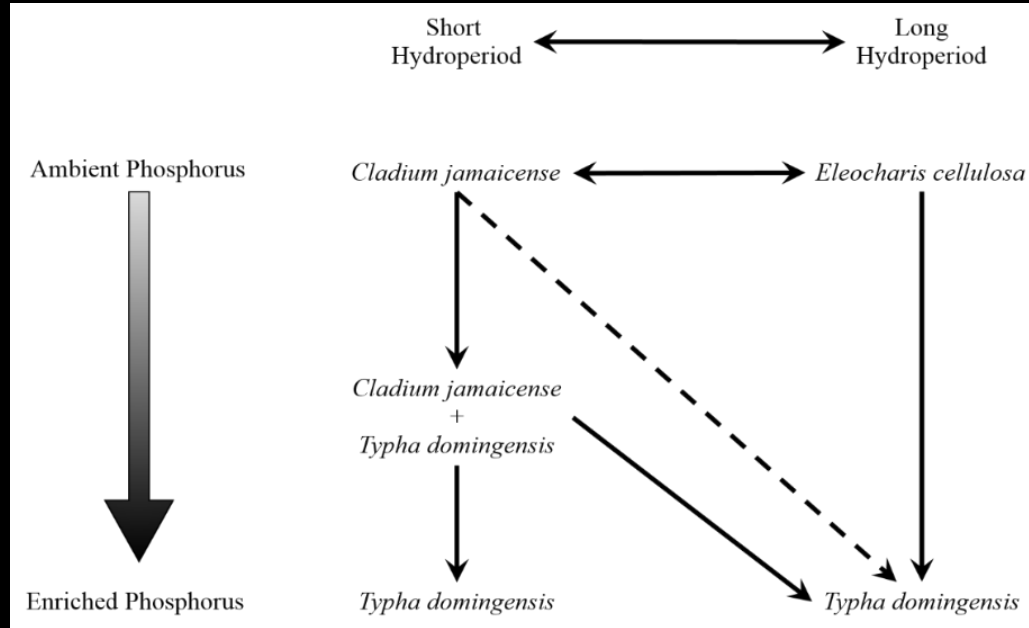 Short
Hydroperiod
Long
Hydroperiod
Ambient Phosphorus
Cladium jamaicense
Eleocharis cellulosa
Cladium jamaicense
+
Typha domingensis
Enriched Phosphorus
Typha domingensis
Typha domingensis